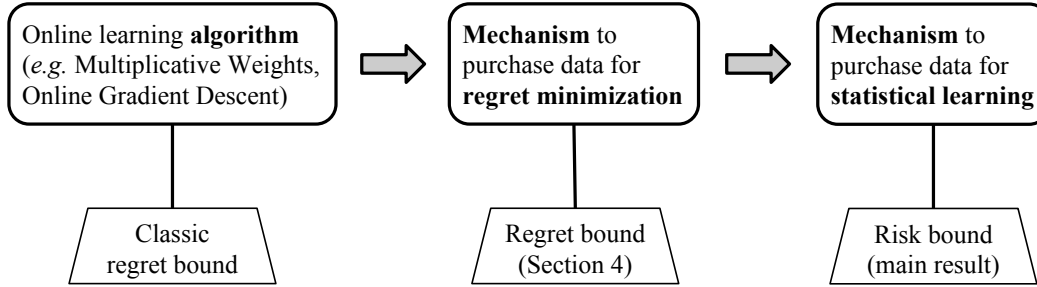 Online learning algorithm
(e.g. Multiplicative Weights,
Online Gradient Descent)
Mechanism to
purchase data for
regret minimization
Mechanism to
purchase data for
statistical learning
Classic
regret bound
Regret bound
(Section 4)
Risk bound
(main result)